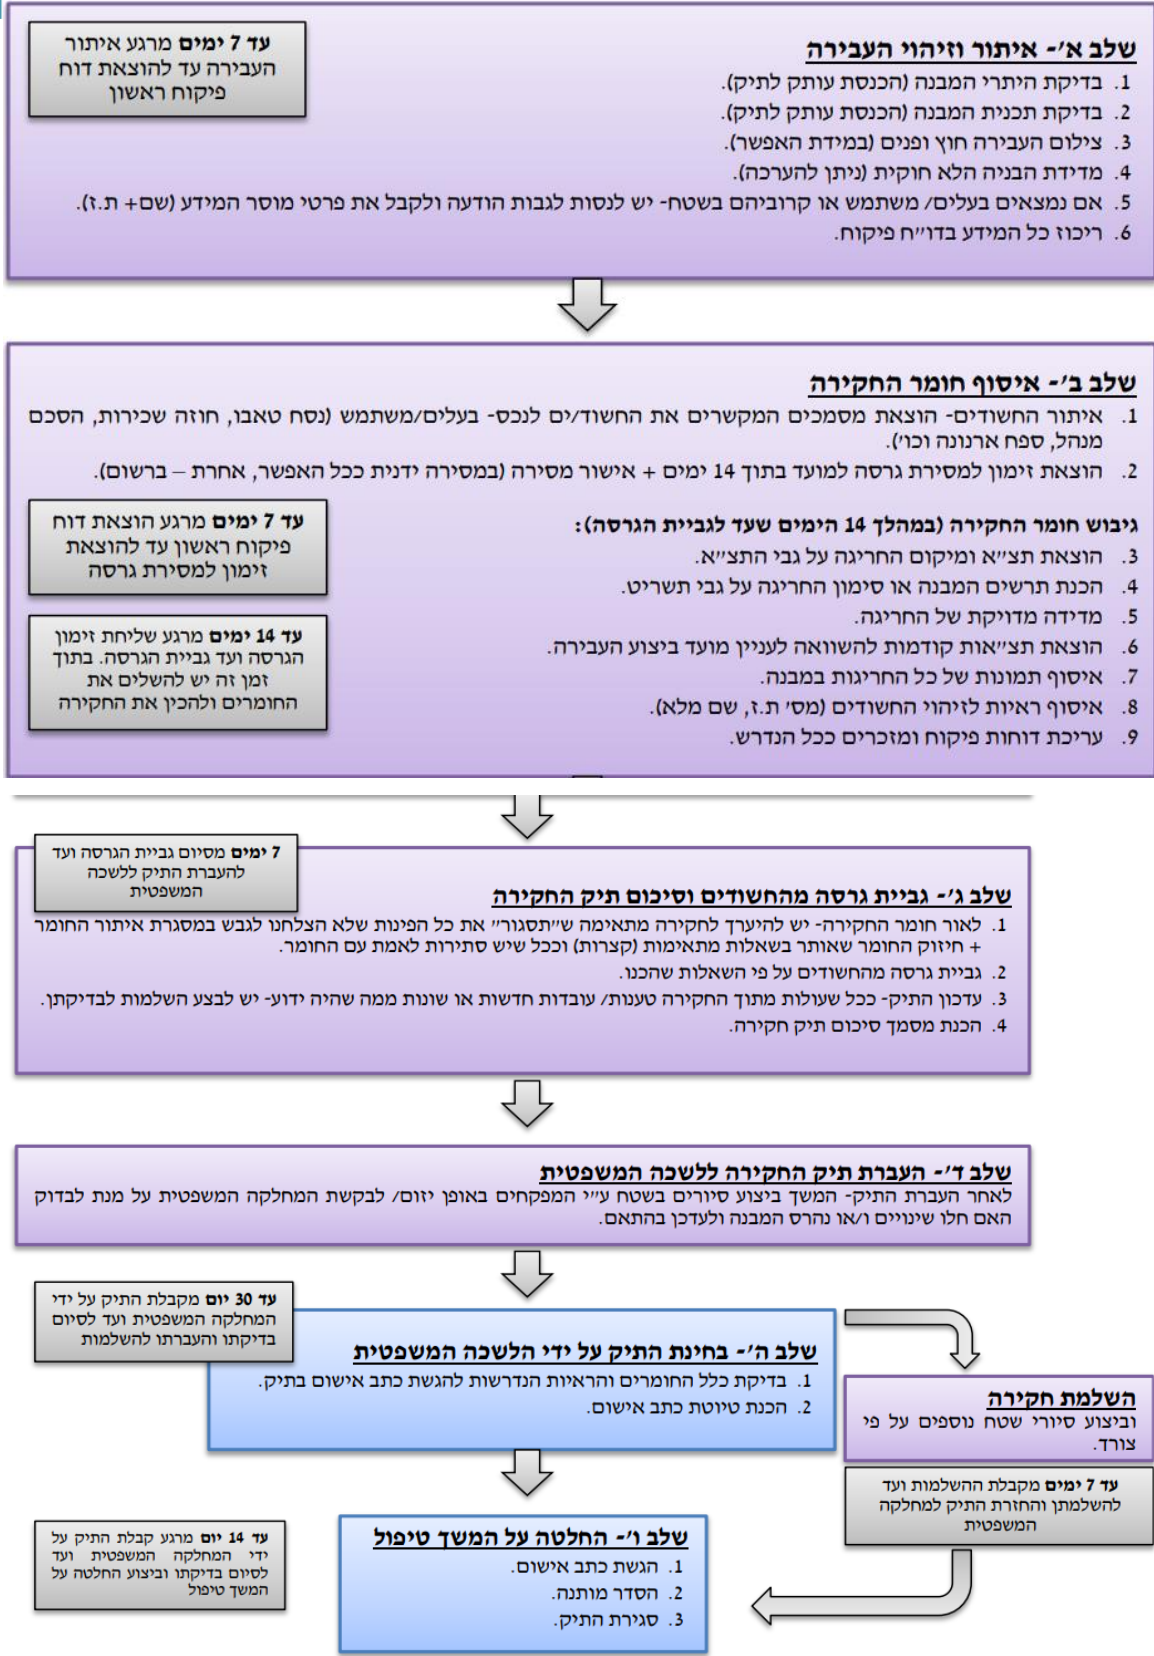 שלב א'- איתור וזיהוי העבירה
עד 7 ימים מרגע איתור
העבירה עד להוצאת דוח
פיקוח ראשון
1. בדיקת היתרי המבנה (הכנסת עותק לתיק).
2. בדיקת תכנית המבנה (הכנסת עותק לתיק).
3. צילום העבירה חוץ ופנים (במידת האפשר).
4. מדידת הבניה הלא חוקית (ניתן להערכה).
5. אם נמצאים בעלים/ משתמש או קרוביהם בשטח- יש לנסות לגבות הודעה ולקבל את פרטי מוסר המידע (שם+ ת.ז).
6. ריכוז כל המידע בדו״ח פיקוח.
שלב ב'- איסוף חומר החקירה
1. איתור החשודים- הוצאת מסמכים המקשרים את החשוד/ים לנכס- בעלים/משתמש (נסח טאבו, חוזה שכירות, הסכם
מנהל, ספח ארנונה וכו').
2. הוצאת זימון למסירת גרסה למועד בתוך 14 ימים + אישור מסירה (במסירה ידנית ככל האפשר, אחרת – ברשום).
גיבוש חומר החקירה (במהלך 14 הימים שעד לגביית הגרסה):
3. הוצאת תצ״א ומיקום החריגה על גבי התצ״א.
4. הכנת תרשים המבנה או סימון החריגה על גבי תשריט.
5. מדידה מדויקת של החריגה.
6. הוצאת תצ״אות קודמות להשוואה לעניין מועד ביצוע העבירה.
7. איסוף תמונות של כל החריגות במבנה.
8. איסוף ראיות לזיהוי החשודים (מס' ת.ז, שם מלא).
9. עריכת דוחות פיקוח ומזכרים ככל הנדרש.
עד 7 ימים מרגע הוצאת דוח
פיקוח ראשון עד להוצאת
זימון למסירת גרסה
עד 14 ימים מרגע שליחת זימון
הגרסה ועד גביית הגרסה. בתוך
זמן זה יש להשלים את
החומרים ולהכין את החקירה
7 ימים מסיום גביית הגרסה ועד
להעברת התיק ללשכה
המשפטית
שלב ג'- גביית גרסה מהחשודים וסיכום תיק החקירה
1. לאור חומר החקירה- יש להיערך לחקירה מתאימה ש״תסגור״ את כל הפינות שלא הצלחנו לגבש במסגרת איתור החומר
+ חיזוק החומר שאותר בשאלות מתאימות (קצרות) וככל שיש סתירות לאמת עם החומר.
2. גביית גרסה מהחשודים על פי השאלות שהכנו.
3. עדכון התיק- ככל שעולות מתוך החקירה טענות/ עובדות חדשות או שונות ממה שהיה ידוע- יש לבצע השלמות לבדיקתן.
4. הכנת מסמך סיכום תיק חקירה.
שלב ד'- העברת תיק החקירה ללשכה המשפטית
לאחר העברת התיק- המשך ביצוע סיורים בשטח ע״י המפקחים באופן יזום/ לבקשת המחלקה המשפטית על מנת לבדוק
האם חלו שינויים ו/או נהרס המבנה ולעדכן בהתאם.
עד 30 יום מקבלת התיק על ידי
המחלקה המשפטית ועד לסיום
בדיקתו והעברתו להשלמות
שלב ה'- בחינת התיק על ידי הלשכה המשפטית
1. בדיקת כלל החומרים והראיות הנדרשות להגשת כתב אישום בתיק.
2. הכנת טיוטת כתב אישום.
השלמת חקירה
וביצוע סיורי שטח נוספים על פי
צורך.
עד 7 ימים מקבלת ההשלמות ועד
להשלמתן והחזרת התיק למחלקה
המשפטית
שלב ו'- החלטה על המשך טיפול
1. הגשת כתב אישום.
2. הסדר מותנה.
3. סגירת התיק.
עד 14 יום מרגע קבלת התיק על
ידי המחלקה המשפטית ועד
לסיום בדיקתו וביצוע החלטה על
המשך טיפול